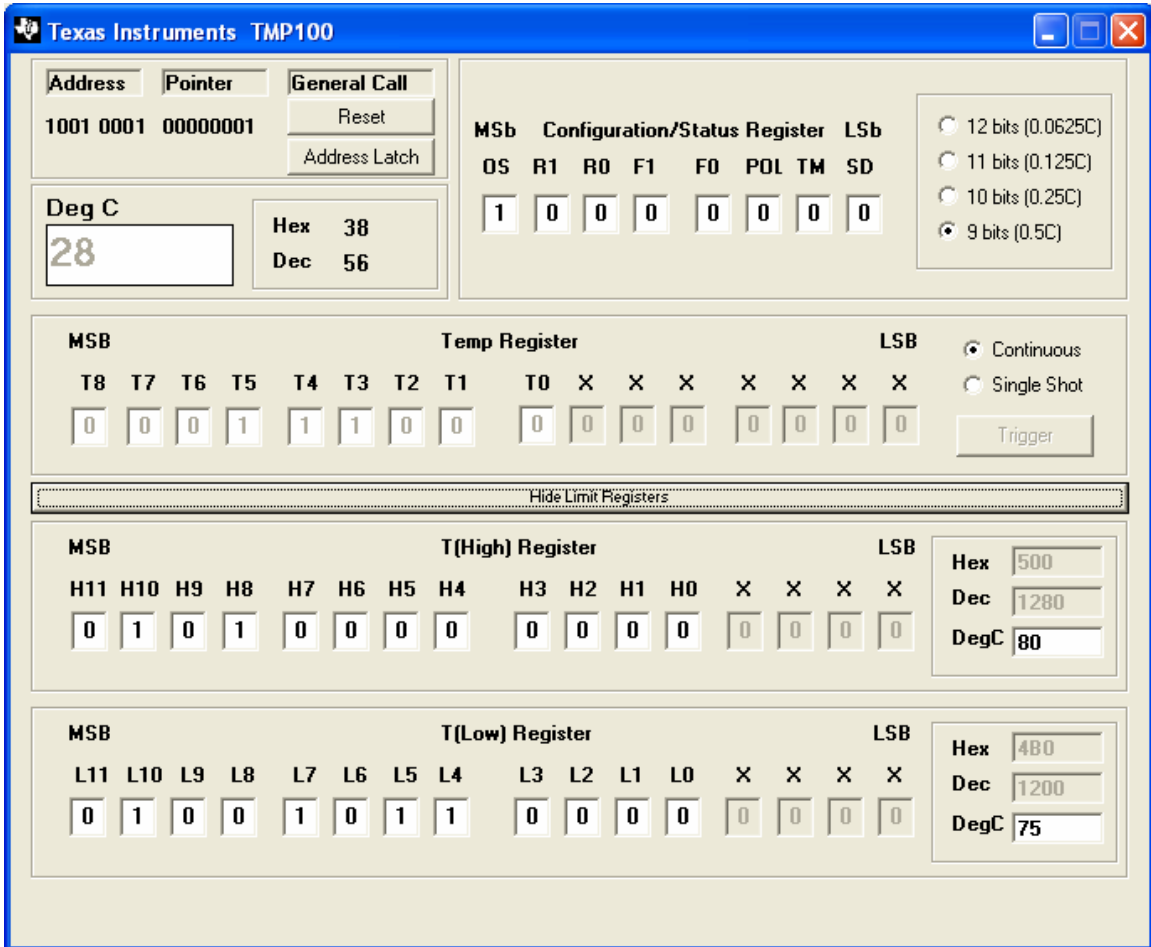 Texas Instruments TMP100
Address Pointer General Call
1001 0001 00000001
Reset
Address Latch
MSb Configuration/Status Register LSb
OS R1 R0 F1 F0 POL TM SD
1 0 0 0 0 0 0 0
12 bits (0.0625C)
11 bits (0.125C)
10 bits (0.25C)
9 bits (0.5C)
Deg C
28
Hex 38
Dec 56
MSB Temp Register LSB
T8 T7 T6 T5 T4 T3 T2 T1 T0 X X X X X X X
0 0 0 1 1 1 0 0 0 0 0 0 0 0 0 0
Continuous
Single Shot
Trigger
Hide Limit Registers
MSB T(High) Register LSB
H11 H10 H9 H8 H7 H6 H5 H4 H3 H2 H1 H0 X X X X
0 1 0 1 0 0 0 0 0 0 0 0 0 0 0 0
Hex 500
Dec 1280
DegC 80
MSB T(Low) Register LSB
L11 L10 L9 L8 L7 L6 L5 L4 L3 L2 L1 L0 X X X X
0 1 0 0 1 0 1 1 0 0 0 0 0 0 0 0
Hex 4B0
Dec 1200
DegC 75